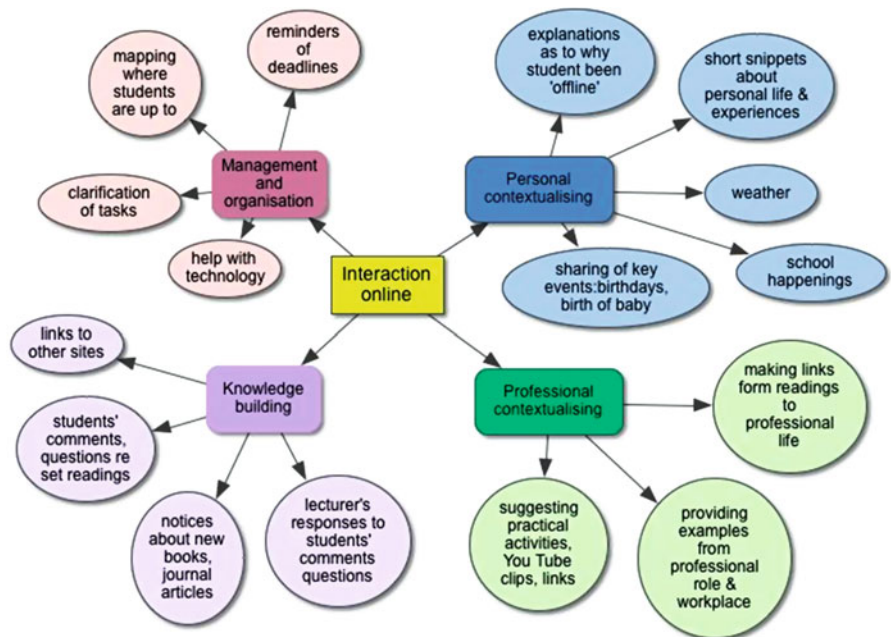 Interaction
online
Management
and
organisation
mapping
where
students
are up to
reminders
of
deadlines
clarification
of tasks
help with
technology
Personal
contextualising
explanations
as to why
student been
'offline'
short snippets
about
personal life &
experiences
weather
school
happenings
sharing of key
events:birthdays,
birth of baby
Knowledge
building
links to
other sites
students'
comments,
questions re
set readings
notices
about new
books,
journal
articles
lecturer's
responses to
students'
comments
questions
Professional
contextualising
making links
form readings
to
professional
life
suggesting
practical
activities,
You Tube
clips, links
providing
examples
from
professional
role &
workplace